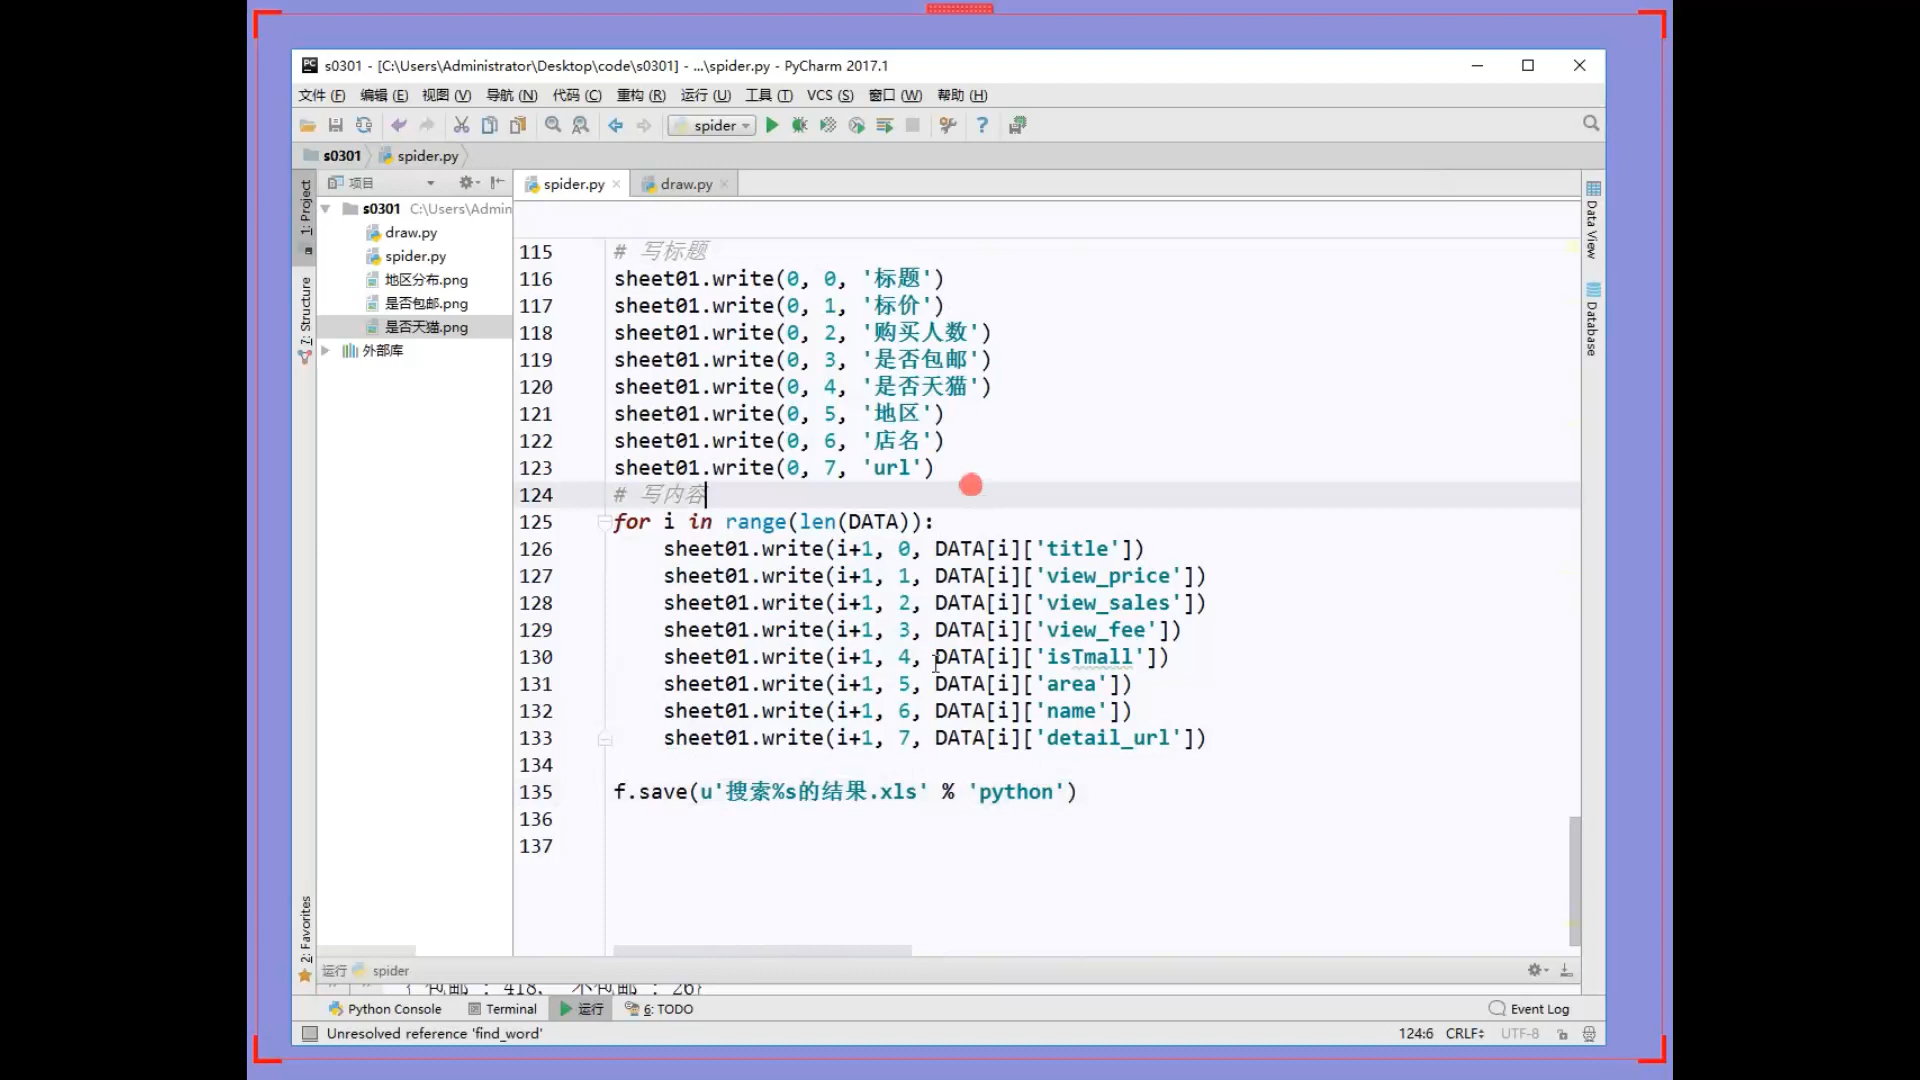 s0301 - [C:\Users\Administrator\Desktop\code\s0301] - ...\spider.py - PyCharm 2017.1
文件 (F) 编辑 (E) 视图 (V) 导航 (N) 代码 (C) 重构 (R) 运行 (U) 工具 (T) VCS (S) 窗口 (W) 帮助 (H)
spider
s0301 spider.py
项目
spider.py draw.py
1: Project
7: Structure
2: Favorites
s0301 C:\Users\Admin
draw.py
spider.py
地区分布.png
是否包邮.png
是否天猫.png
外部库
115 # 写标题
116 sheet01.write(0, 0, '标题')
117 sheet01.write(0, 1, '标价')
118 sheet01.write(0, 2, '购买人数')
119 sheet01.write(0, 3, '是否包邮')
120 sheet01.write(0, 4, '是否天猫')
121 sheet01.write(0, 5, '地区')
122 sheet01.write(0, 6, '店名')
123 sheet01.write(0, 7, 'url')
124 # 写内容
125 for i in range(len(DATA)):
126 sheet01.write(i+1, 0, DATA[i]['title'])
127 sheet01.write(i+1, 1, DATA[i]['view_price'])
128 sheet01.write(i+1, 2, DATA[i]['view_sales'])
129 sheet01.write(i+1, 3, DATA[i]['view_fee'])
130 sheet01.write(i+1, 4, DATA[i]['isTmall'])
131 sheet01.write(i+1, 5, DATA[i]['area'])
132 sheet01.write(i+1, 6, DATA[i]['name'])
133 sheet01.write(i+1, 7, DATA[i]['detail_url'])
134
135 f.save(u'搜索%s的结果.xls' % 'python')
136
137
Data View
Database
运行 spider
{'包邮': 418, '不包邮': 26}
Python Console Terminal 运行 6: TODO Event Log
Unresolved reference 'find_word' 124:6 CRLF UTF-8